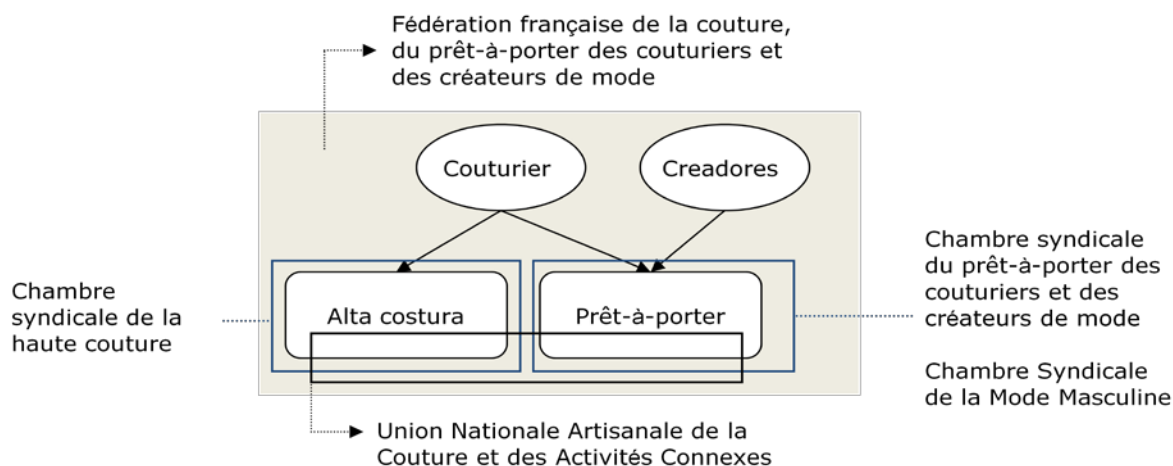 Fédération française de la couture,
du prêt-à-porter des couturiers et
des créateurs de mode
Couturier
Creadores
Chambre
syndicale de la
haute couture
Alta costura
Prêt-à-porter
Chambre syndicale
du prêt-à-porter des
couturiers et des
créateurs de mode
Chambre Syndicale
de la Mode Masculine
Union Nationale Artisanale de la
Couture et des Activités Connexes